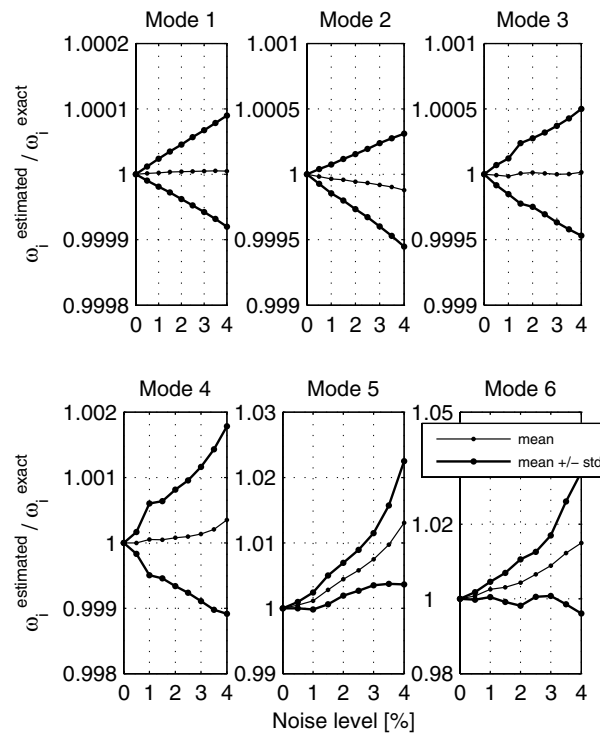 Mode 1
Mode 2
Mode 3
1.0002
1.0001
1
0.9999
0.9998
1.001
1.0005
1
0.9995
0.999
1.001
1.0005
1
0.9995
0.999
ω_i^estimated / ω_i^exact
0 1 2 3 4
0 1 2 3 4
0 1 2 3 4
Mode 4
Mode 5
Mode 6
1.002
1.001
1
0.999
0.998
1.03
1.02
1.01
1
0.99
1.05
1.02
1
0.98
mean
mean +/− std
ω_i^estimated / ω_i^exact
0 1 2 3 4
0 1 2 3 4
0 1 2 3 4
Noise level [%]